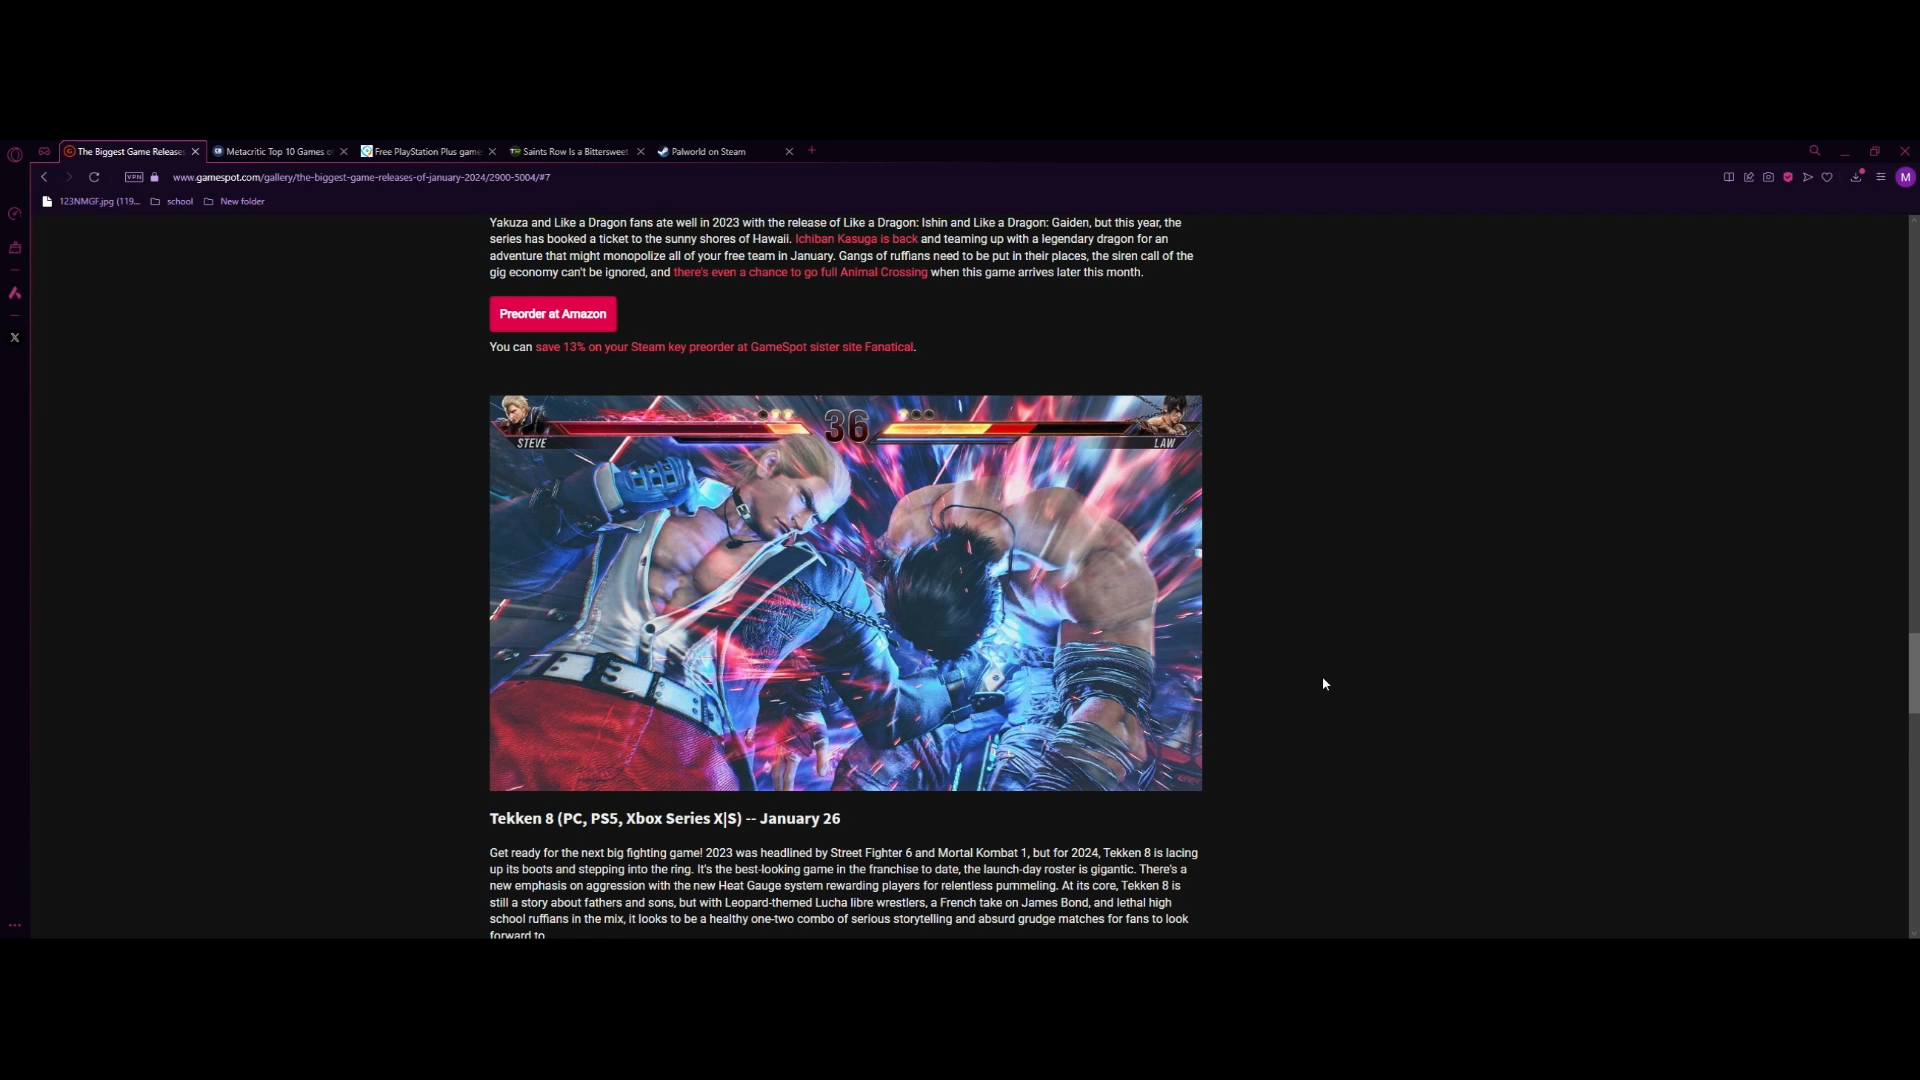 The Biggest Game Releases
Metacritic Top 10 Games o
Free PlayStation Plus game
Saints Row Is a Bittersweet
Palworld on Steam
VPN
www.gamespot.com/gallery/the-biggest-game-releases-of-january-2024/2900-5004/#7
M
123NMGF.jpg (119...
school
New folder
Yakuza and Like a Dragon fans ate well in 2023 with the release of Like a Dragon: Ishin and Like a Dragon: Gaiden, but this year, the
series has booked a ticket to the sunny shores of Hawaii. Ichiban Kasuga is back and teaming up with a legendary dragon for an
adventure that might monopolize all of your free team in January. Gangs of ruffians need to be put in their places, the siren call of the
gig economy can't be ignored, and there's even a chance to go full Animal Crossing when this game arrives later this month.
Preorder at Amazon
You can save 13% on your Steam key preorder at GameSpot sister site Fanatical.
36
STEVE
LAW
Tekken 8 (PC, PS5, Xbox Series X|S) -- January 26
Get ready for the next big fighting game! 2023 was headlined by Street Fighter 6 and Mortal Kombat 1, but for 2024, Tekken 8 is lacing
up its boots and stepping into the ring. It's the best-looking game in the franchise to date, the launch-day roster is gigantic. There's a
new emphasis on aggression with the new Heat Gauge system rewarding players for relentless pummeling. At its core, Tekken 8 is
still a story about fathers and sons, but with Leopard-themed Lucha libre wrestlers, a French take on James Bond, and lethal high
school ruffians in the mix, it looks to be a healthy one-two combo of serious storytelling and absurd grudge matches for fans to look
forward to